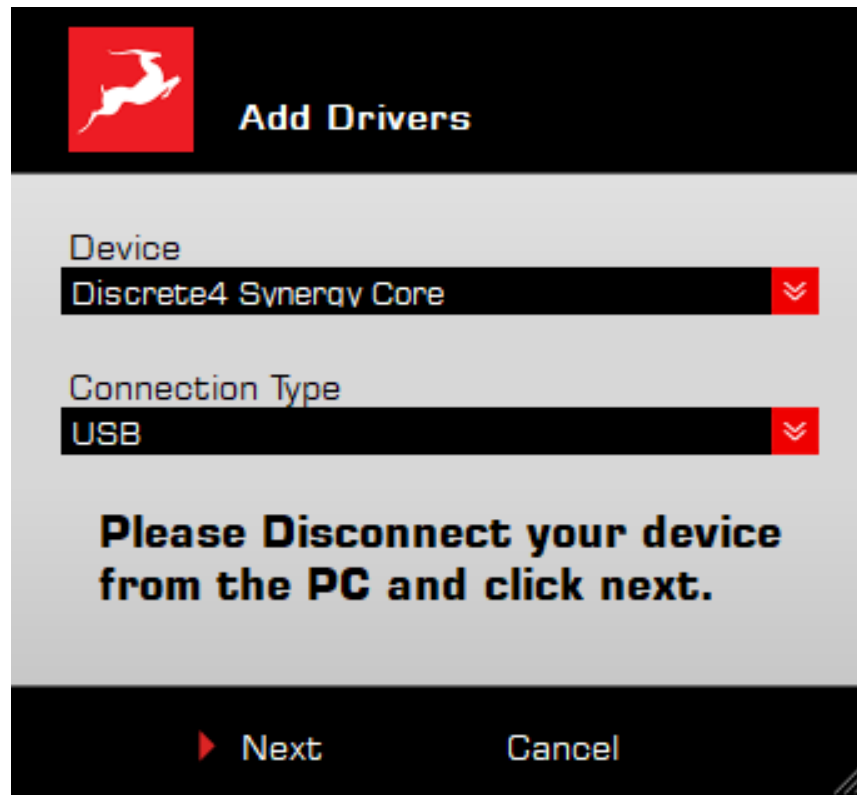 Add Drivers
Device
Discrete4 Synergy Core
Connection Type
USB
Please Disconnect your device
from the PC and click next.
Next Cancel